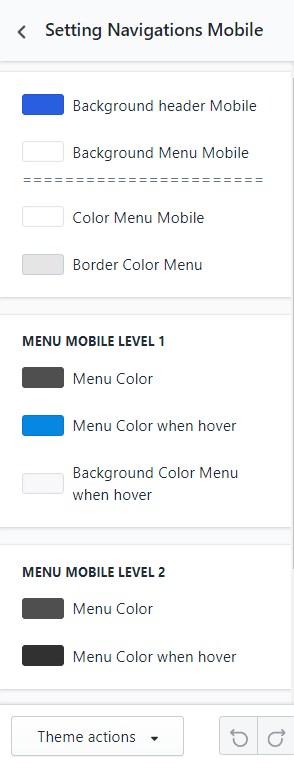 Setting Navigations Mobile
Background header Mobile
Background Menu Mobile
=======================
Color Menu Mobile
Border Color Menu
MENU MOBILE LEVEL 1
Menu Color
Menu Color when hover
Background Color Menu
when hover
MENU MOBILE LEVEL 2
Menu Color
Menu Color when hover
Theme actions